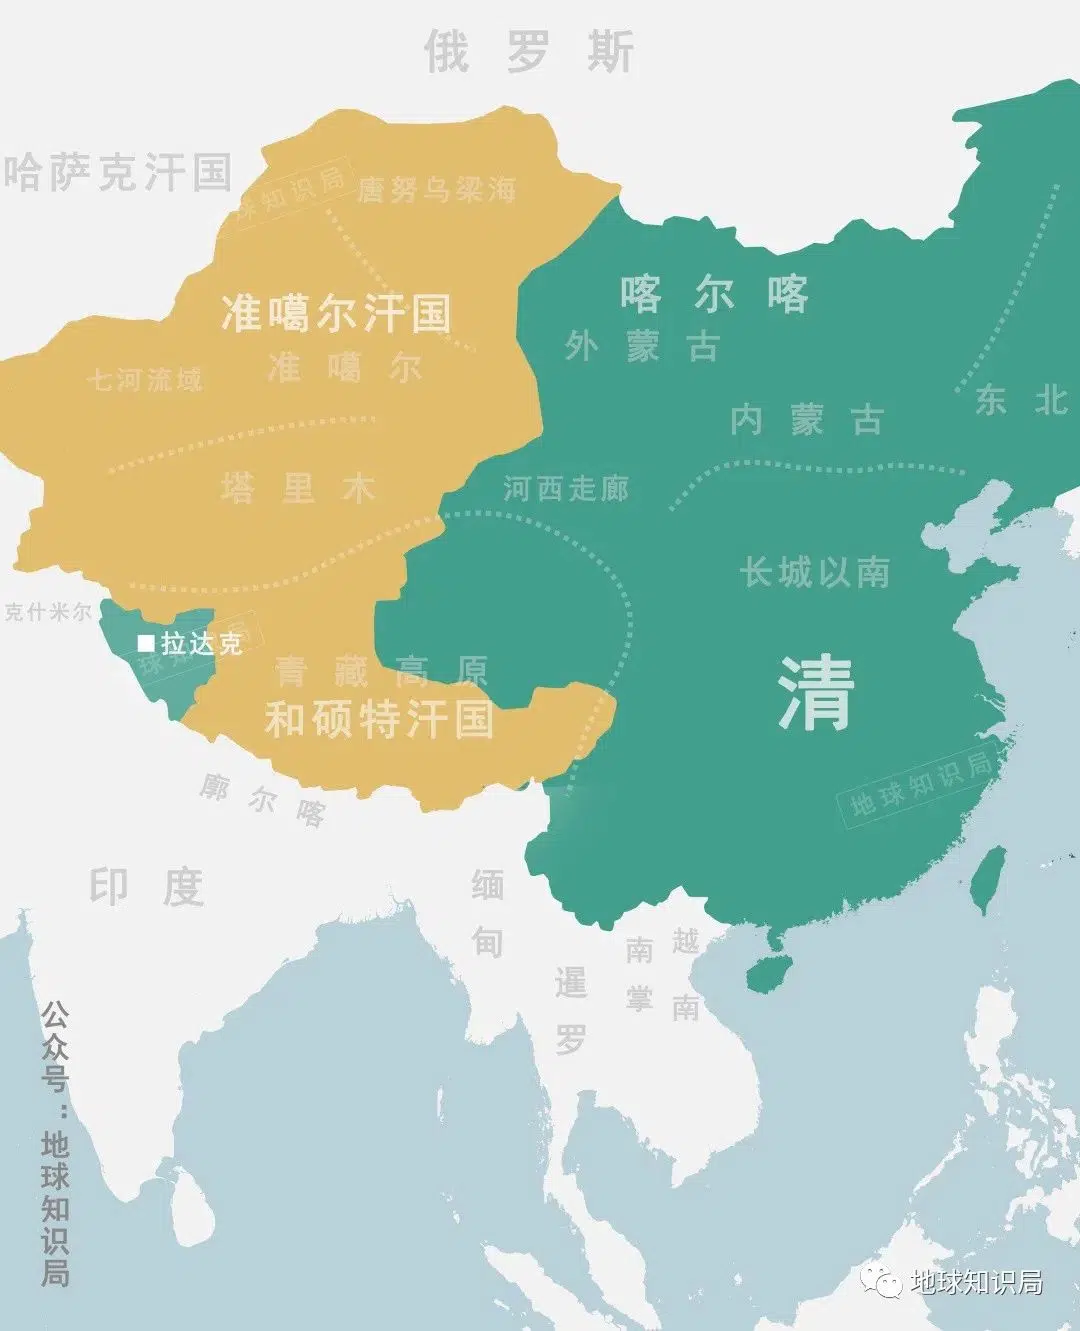 俄罗斯
哈萨克汗国
球知识局
唐努乌梁海
准噶尔汗国
喀尔喀
外蒙古
准噶尔
七河流域
内蒙古
东北
塔里木
河西走廊
长城以南
克什米尔
拉达克
球知
青藏高原
和硕特汗国
清
地球知识局
廓尔喀
印度
缅甸
暹罗
南掌
越南
公众号：地球知识局
地球知识局